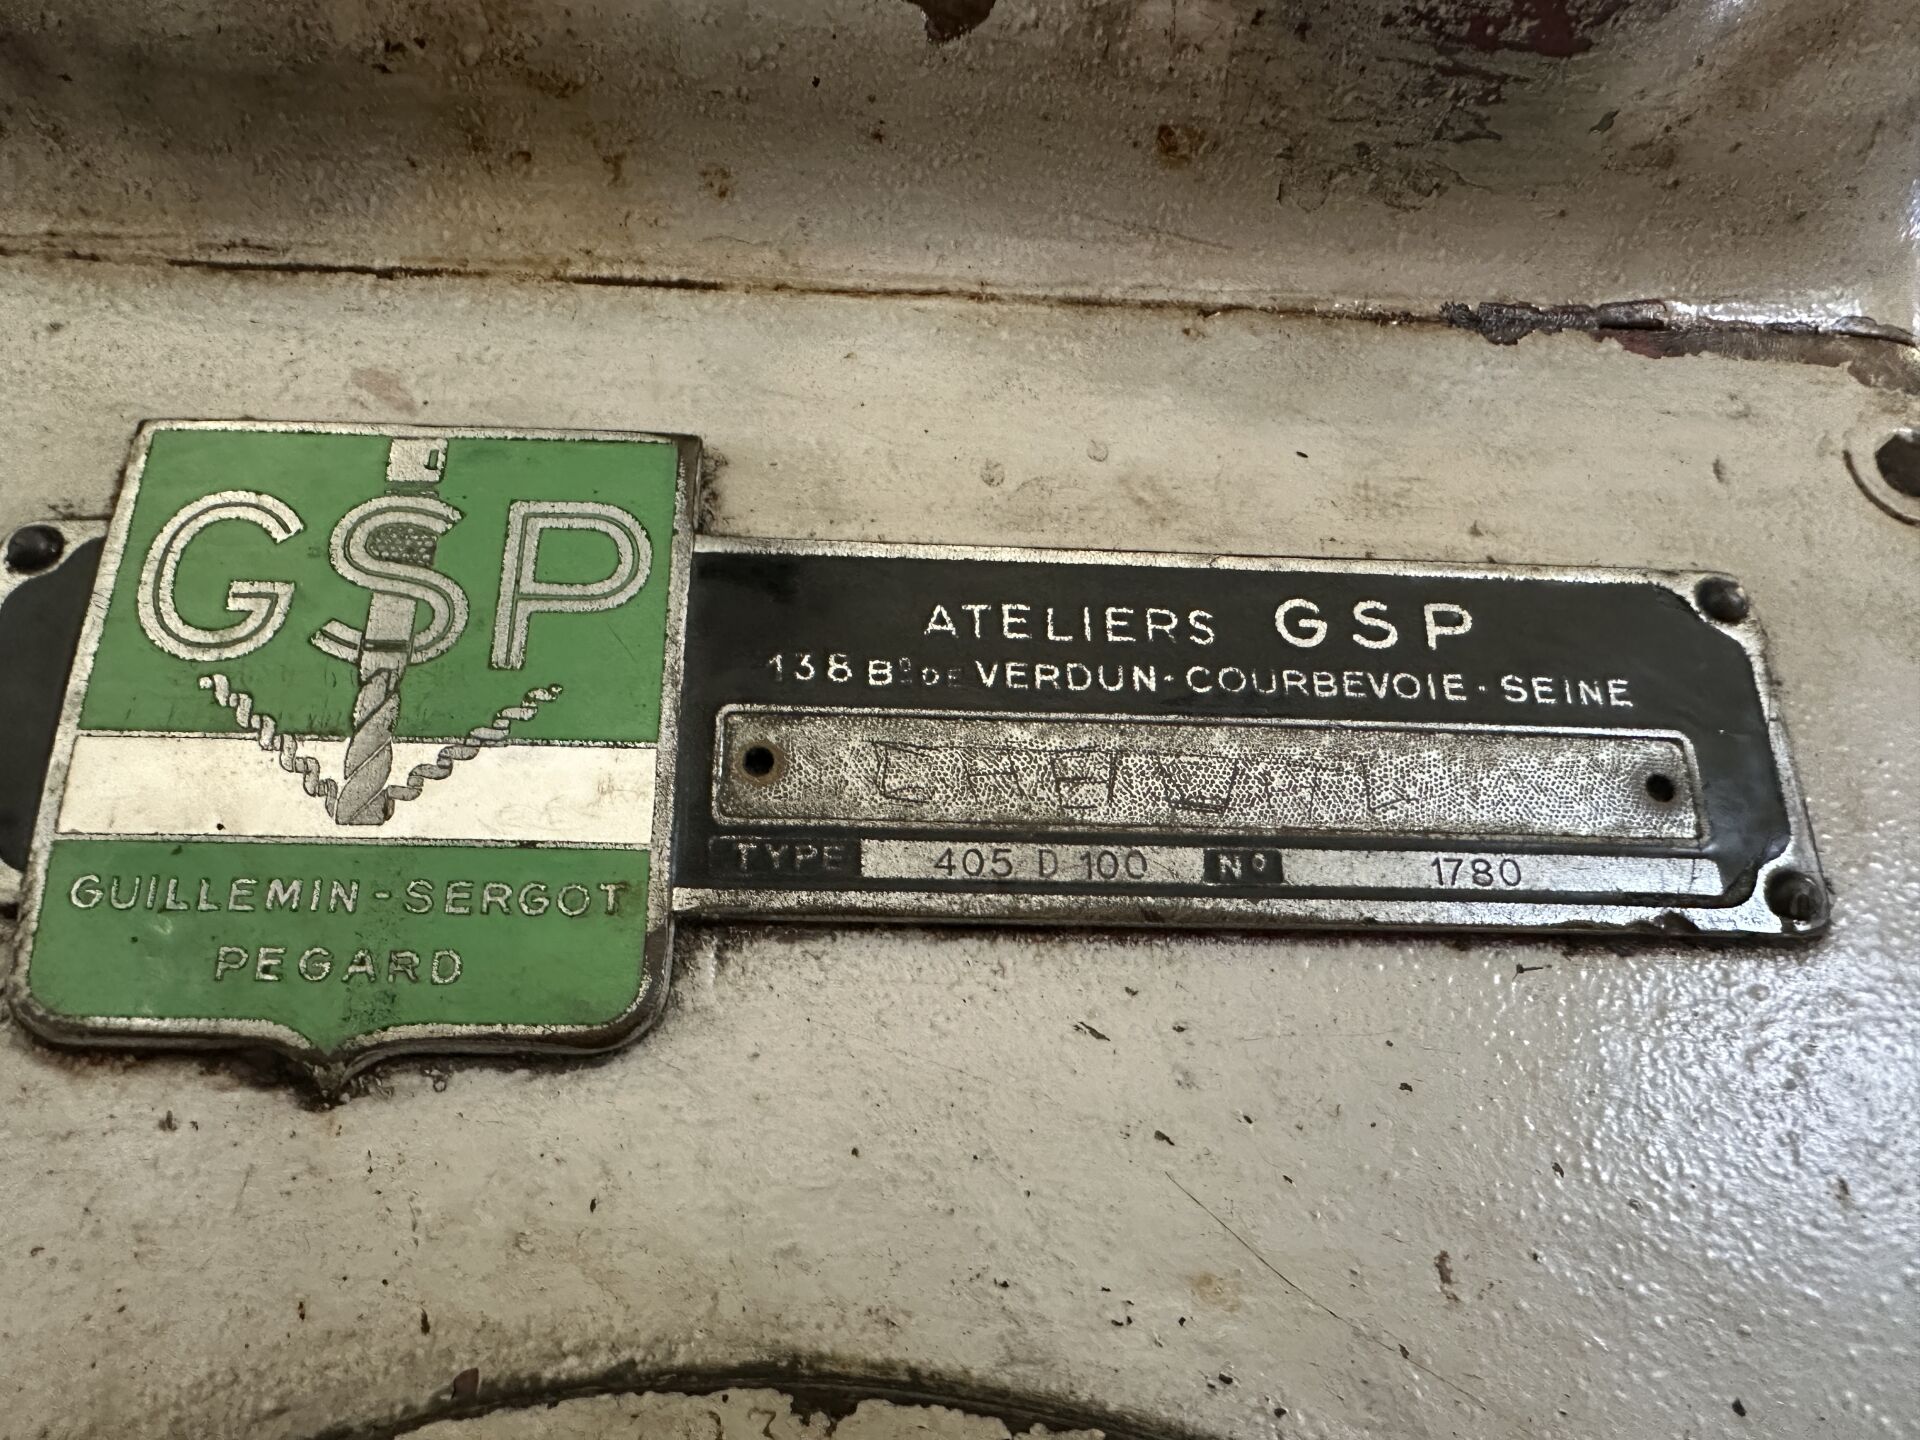 GSP
GUILLEMIN-SERGOT
PEGARD
ATELIERS GSP
138 Bᴰ DE VERDUN-COURBEVOIE-SEINE
TYPE 405 D 100 Nº 1780